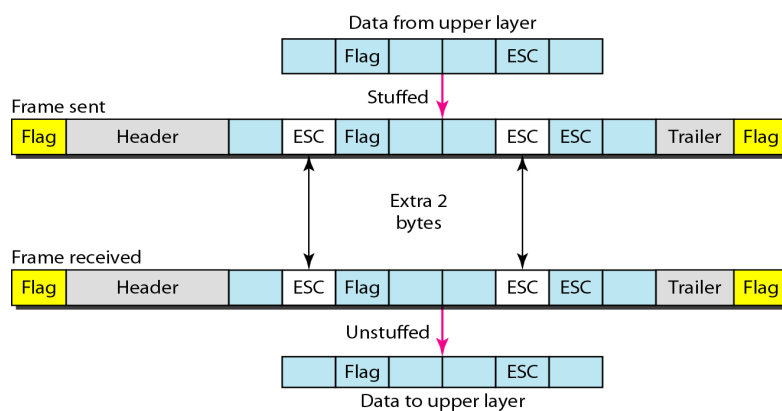 Data from upper layer
Flag ESC
Stuffed
Frame sent
Flag Header ESC Flag ESC ESC Trailer Flag
Extra 2
bytes
Frame received
Flag Header ESC Flag ESC ESC Trailer Flag
Unstuffed
Flag ESC
Data to upper layer